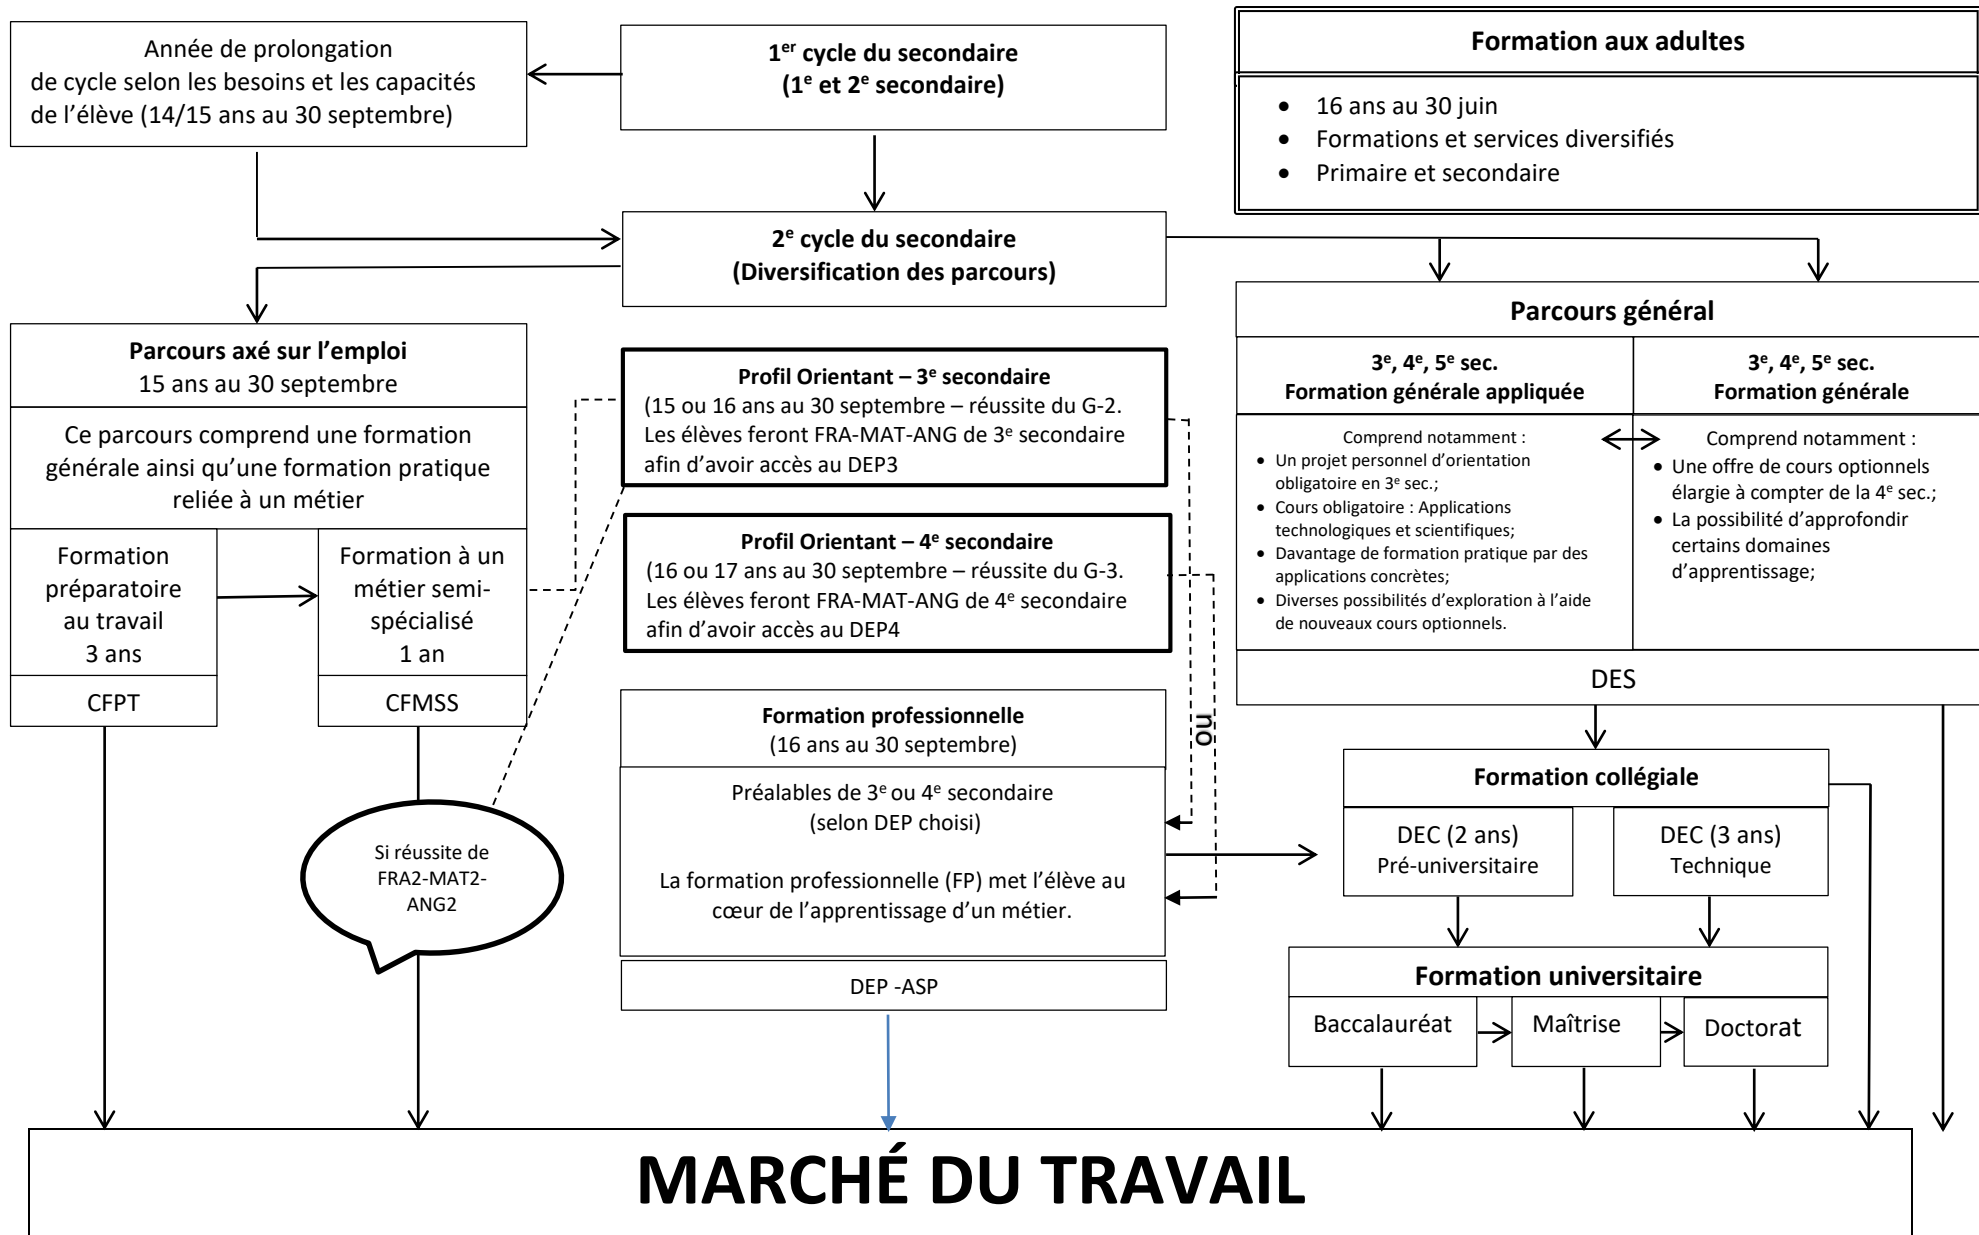 Année de prolongation
de cycle selon les besoins et les capacités
de l’élève (14/15 ans au 30 septembre)
1er cycle du secondaire
(1e et 2e secondaire)
Formation aux adultes
• 16 ans au 30 juin
• Formations et services diversifiés
• Primaire et secondaire
2e cycle du secondaire
(Diversification des parcours)
Parcours axé sur l’emploi
15 ans au 30 septembre
Ce parcours comprend une formation
générale ainsi qu’une formation pratique
reliée à un métier
Formation
préparatoire
au travail
3 ans
CFPT
Formation à un
métier semi-
spécialisé
1 an
CFMSS
Si réussite de
FRA2-MAT2-
ANG2
Profil Orientant – 3e secondaire
(15 ou 16 ans au 30 septembre – réussite du G-2.
Les élèves feront FRA-MAT-ANG de 3e secondaire
afin d’avoir accès au DEP3
Profil Orientant – 4e secondaire
(16 ou 17 ans au 30 septembre – réussite du G-3.
Les élèves feront FRA-MAT-ANG de 4e secondaire
afin d’avoir accès au DEP4
ou
Formation professionnelle
(16 ans au 30 septembre)
Préalables de 3e ou 4e secondaire
(selon DEP choisi)
La formation professionnelle (FP) met l’élève au
cœur de l’apprentissage d’un métier.
DEP -ASP
Parcours général
3e, 4e, 5e sec.
Formation générale appliquée
Comprend notamment :
• Un projet personnel d’orientation
obligatoire en 3e sec.;
• Cours obligatoire : Applications
technologiques et scientifiques;
• Davantage de formation pratique par des
applications concrètes;
• Diverses possibilités d’exploration à l’aide
de nouveaux cours optionnels.
3e, 4e, 5e sec.
Formation générale
Comprend notamment :
• Une offre de cours optionnels
élargie à compter de la 4e sec.;
• La possibilité d’approfondir
certains domaines
d’apprentissage;
DES
Formation collégiale
DEC (2 ans)
Pré-universitaire
DEC (3 ans)
Technique
Formation universitaire
Baccalauréat
Maîtrise
Doctorat
MARCHÉ DU TRAVAIL